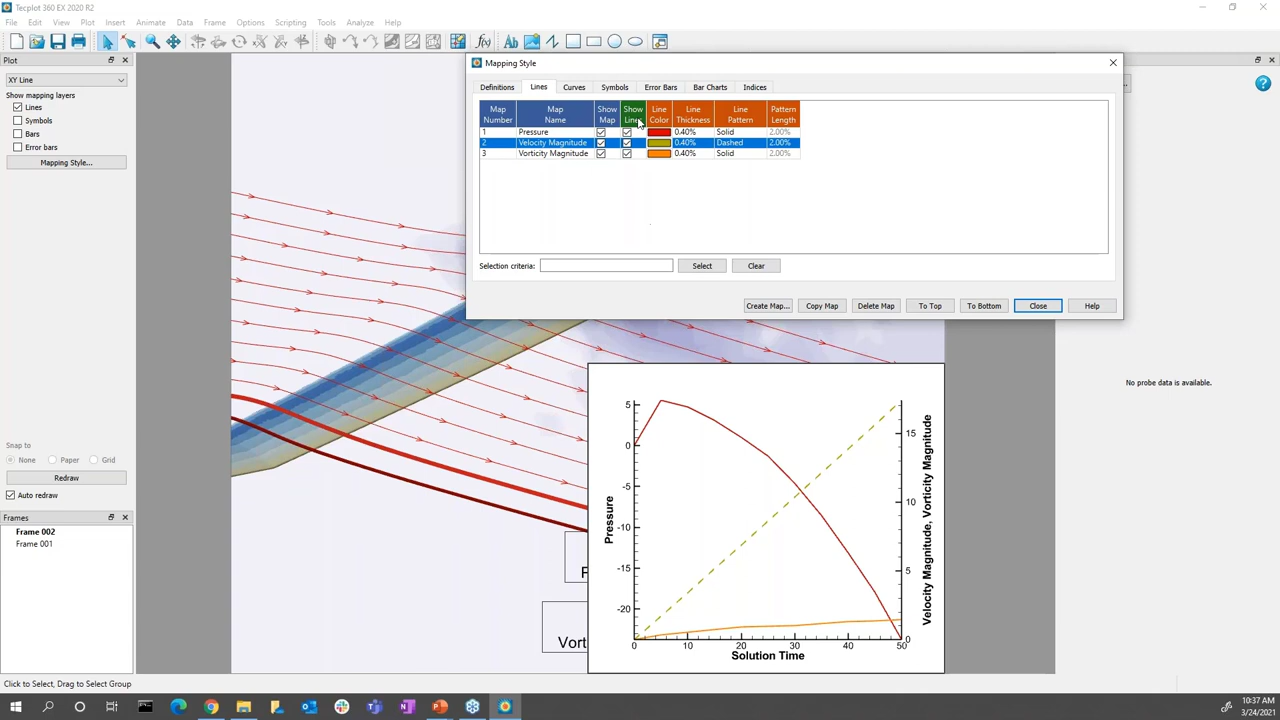 Tecplot 360 EX 2020 R2
File Edit View Plot Insert Animate Data Frame Options Scripting Tools Analyze Help
Plot
XY Line
Show mapping layers
Lines
Symbols
Bars
Error bars
Mapping Style...
Snap to
None Paper Grid
Redraw
Auto redraw
Frames
Frame 002
Frame 001
Mapping Style
Definitions Lines Curves Symbols Error Bars Bar Charts Indices
Map Number Map Name Show Map Show Lines Line Color Line Thickness Line Pattern Pattern Length
1 Pressure 0.40% Solid 2.00%
2 Velocity Magnitude 0.40% Dashed 2.00%
3 Vorticity Magnitude 0.40% Solid 2.00%
Selection criteria: Select Clear
Create Map... Copy Map Delete Map To Top To Bottom Close Help
No probe data is available.
F
Vort
Pressure
5
0
-5
-10
-15
-20
0 10 20 30 40 50
Solution Time
15
10
5
0
Velocity Magnitude, Vorticity Magnitude
Click to Select, Drag to Select Group
10:37 AM
3/24/2021